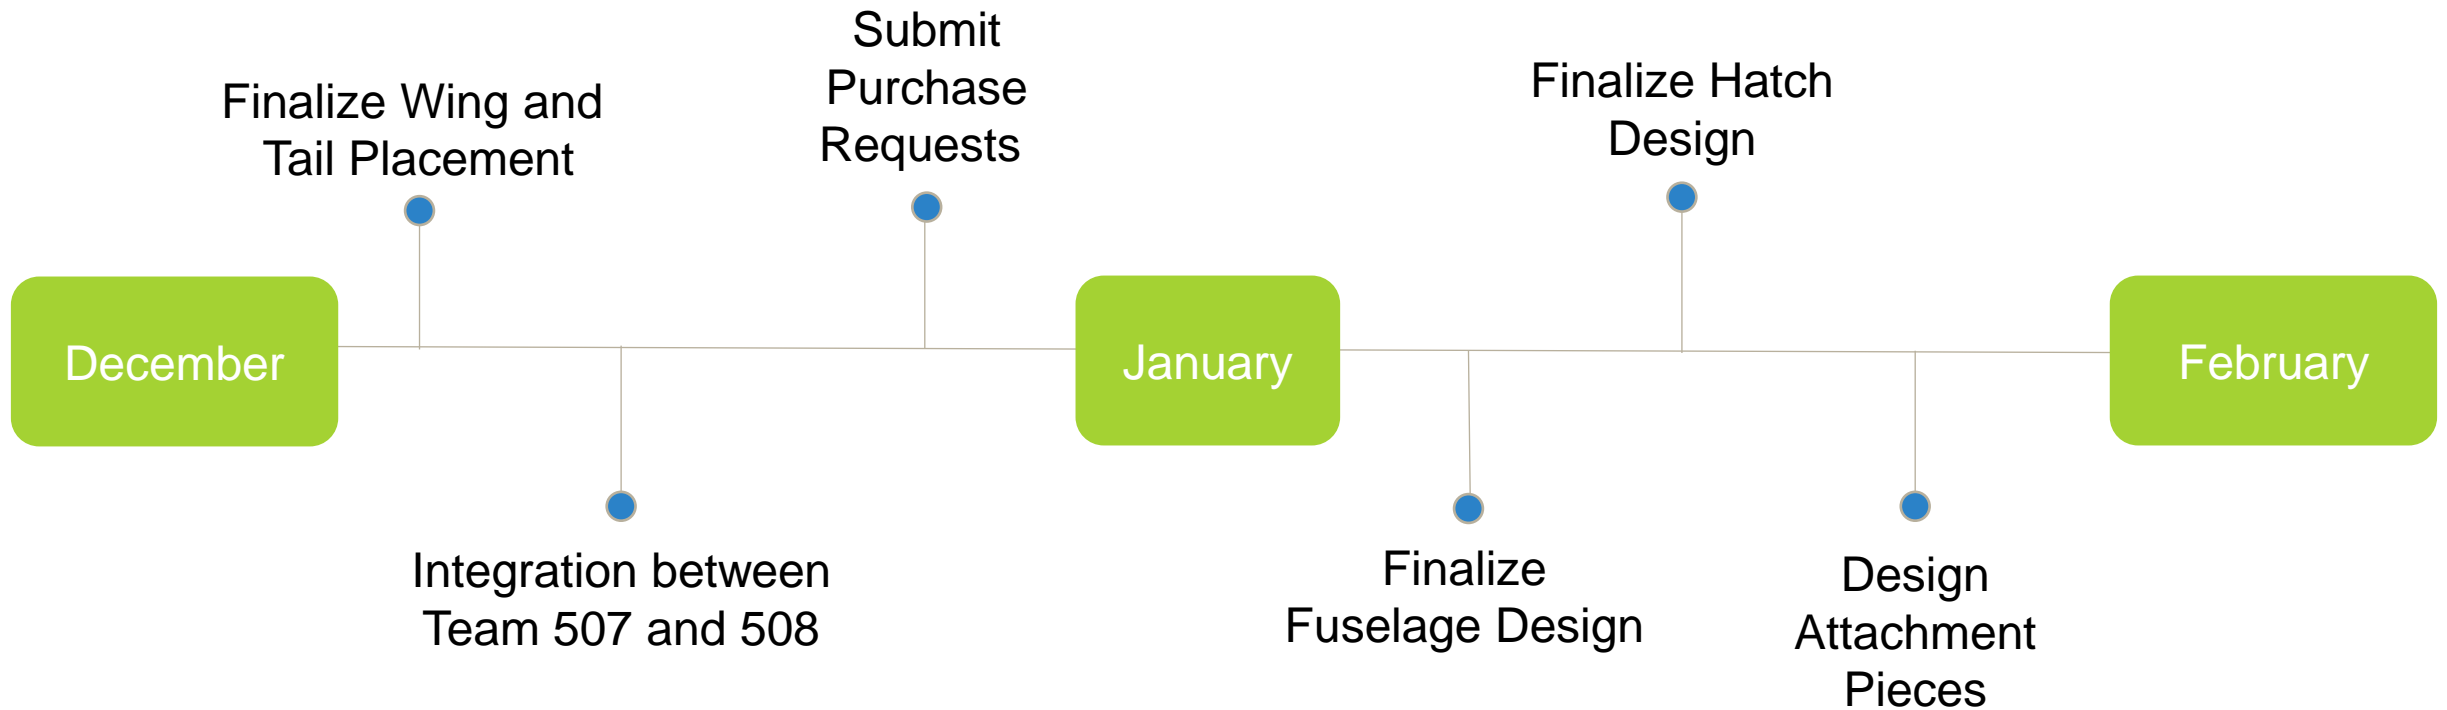 Submit
Purchase
Requests
Finalize Wing and
Tail Placement
Finalize Hatch
Design
December
January
February
Integration between
Team 507 and 508
Finalize
Fuselage Design
Design
Attachment
Pieces